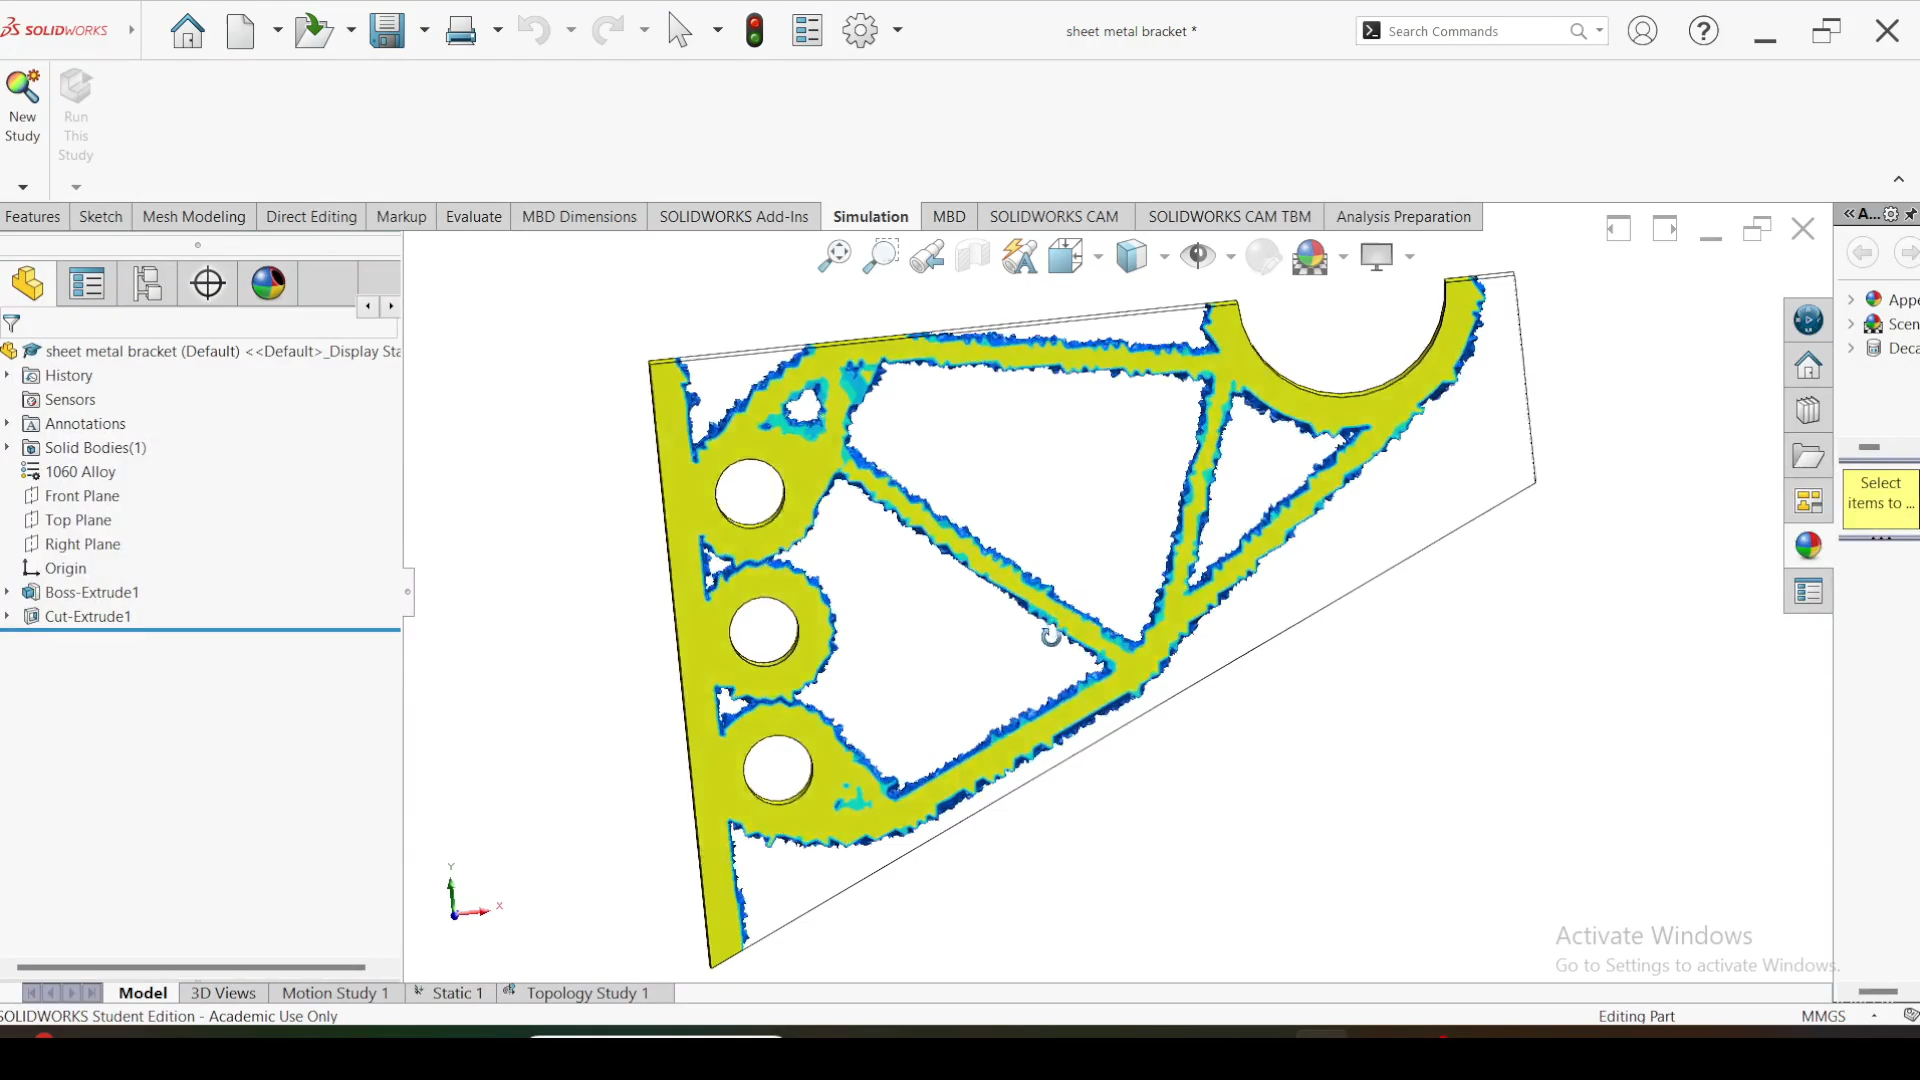 SOLIDWORKS
sheet metal bracket *
Search Commands
New
Study
Run
This
Study
Features
Sketch
Mesh Modeling
Direct Editing
Markup
Evaluate
MBD Dimensions
SOLIDWORKS Add-Ins
Simulation
MBD
SOLIDWORKS CAM
SOLIDWORKS CAM TBM
Analysis Preparation
A...
sheet metal bracket (Default) <<Default>_Display Sta
History
Sensors
Annotations
Solid Bodies(1)
1060 Alloy
Front Plane
Top Plane
Right Plane
Origin
Boss-Extrude1
Cut-Extrude1
Appe
Scen
Deca
Select
items to ...
Y
X
Activate Windows
Go to Settings to activate Windows.
Model
3D Views
Motion Study 1
Static 1
Topology Study 1
SOLIDWORKS Student Edition - Academic Use Only
Editing Part
MMGS